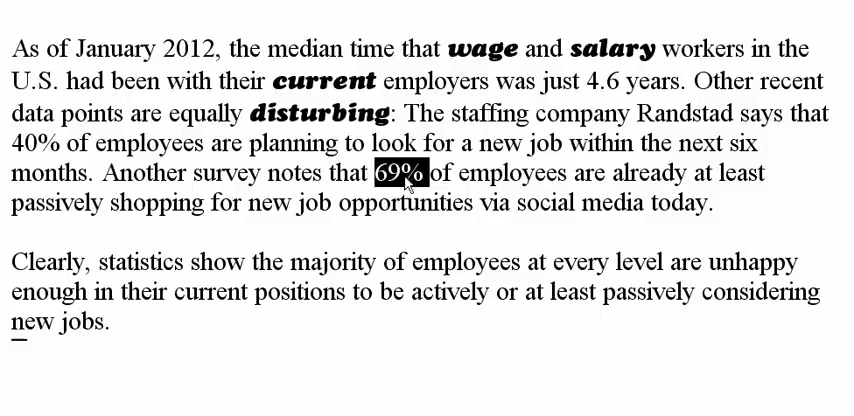 As of January 2012, the median time that wage and salary workers in the
U.S. had been with their current employers was just 4.6 years. Other recent
data points are equally disturbing: The staffing company Randstad says that
40% of employees are planning to look for a new job within the next six
months. Another survey notes that 69% of employees are already at least
passively shopping for new job opportunities via social media today.
Clearly, statistics show the majority of employees at every level are unhappy
enough in their current positions to be actively or at least passively considering
new jobs.